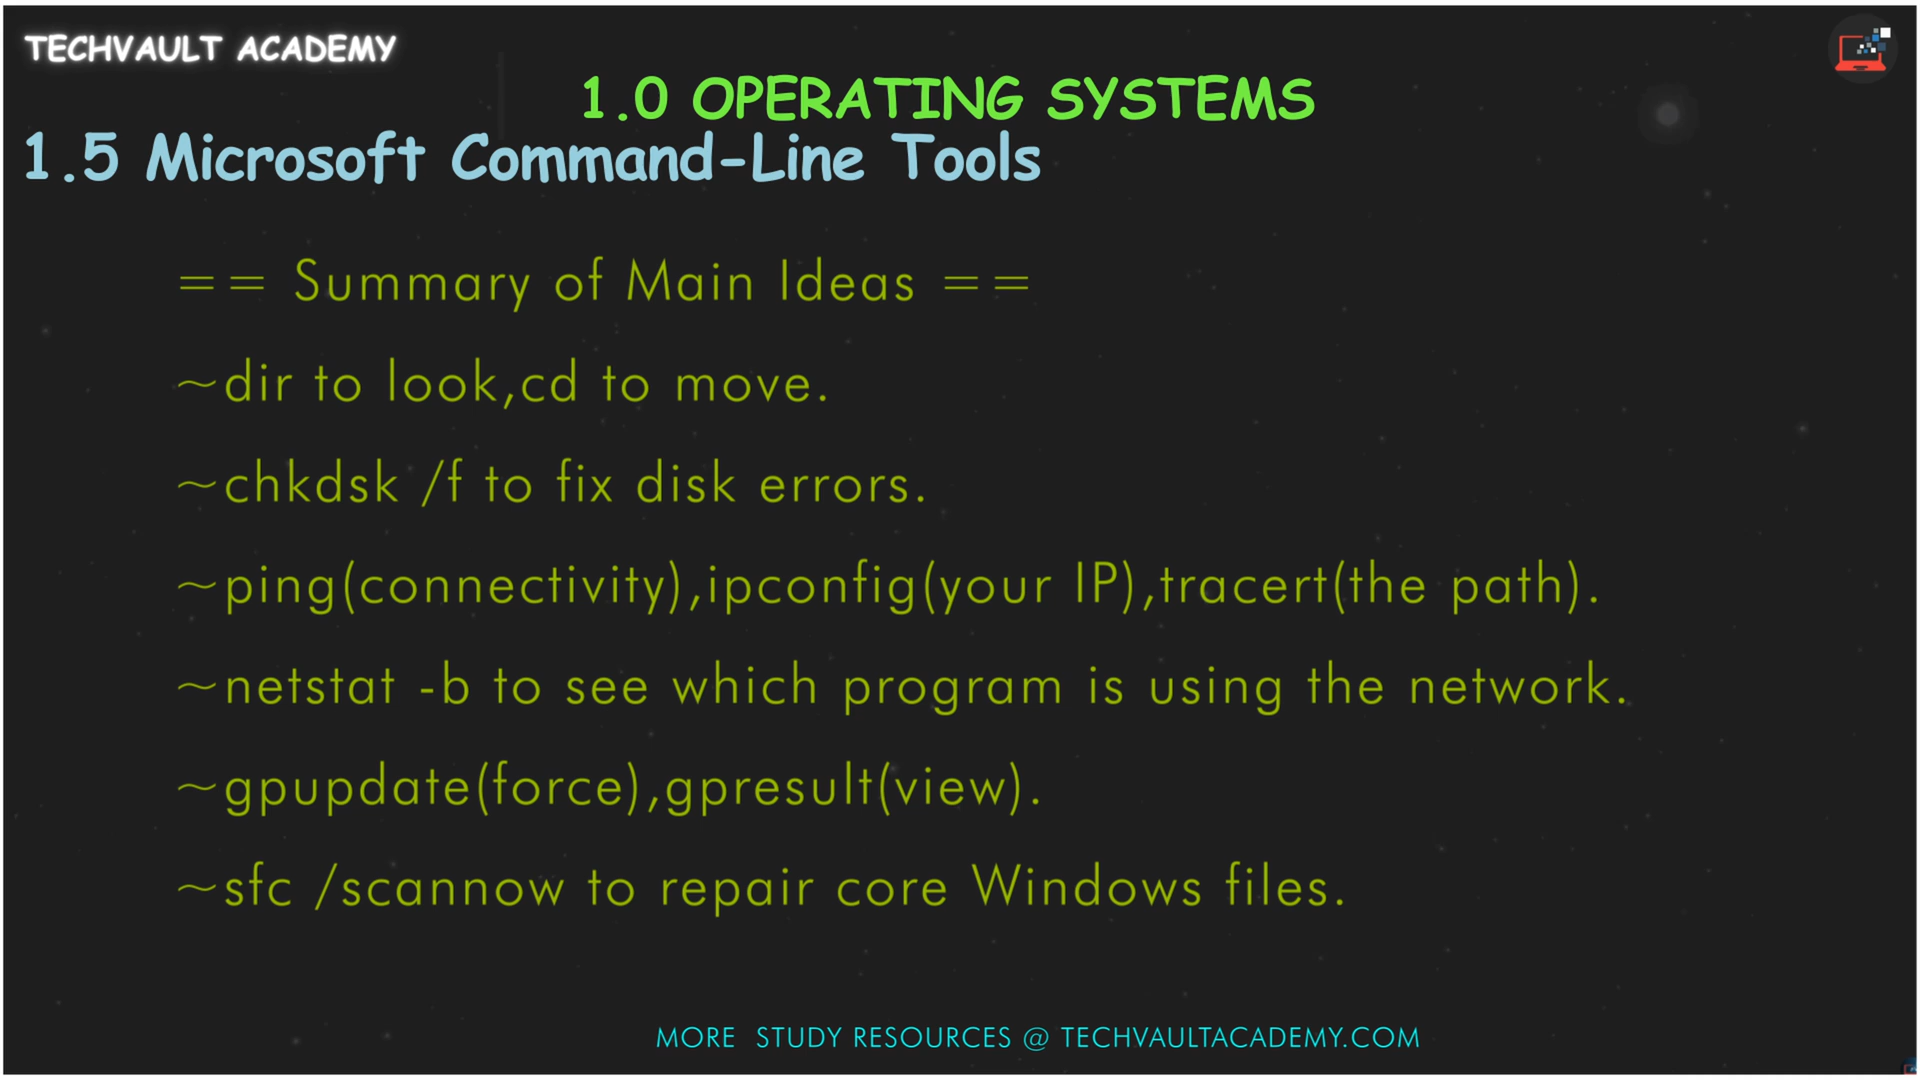 TECHVAULT ACADEMY
1.0 OPERATING SYSTEMS
1.5 Microsoft Command-Line Tools
== Summary of Main Ideas ==
~dir to look,cd to move.
~chkdsk /f to fix disk errors.
~ping(connectivity),ipconfig(your IP),tracert(the path).
~netstat -b to see which program is using the network.
~gpupdate(force),gpresult(view).
~sfc /scannow to repair core Windows files.
MORE STUDY RESOURCES @ TECHVAULTACADEMY.COM